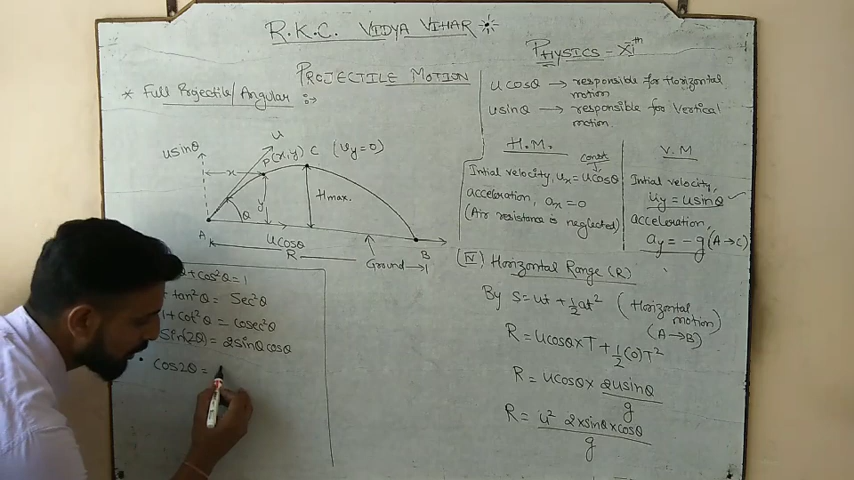 R.K.C. VIDYA VIHAR
PHYSICS - XIth
PROJECTILE MOTION
* Full Projectile/Angular :->
u
usinθ
x
P(x,y) C (Vy=0)
y
Hmax.
θ
A
ucosθ
B
R
Ground
ucosθ → responsible for Horizontal
motion
usinθ → responsible for Vertical
motion.
H.M.
const
Intial velocity, ux = ucosθ
acceleration, ax = 0
(Air resistance is neglected)
V.M
Intial velocity,
uy = usinθ
acceleration,
ay = -g (A→C)
(IV) Horizontal Range (R)
By S = ut + 1/2 at² (Horizontal
motion)
(A→B)
R = ucosθ×T + 1/2 (0)T²
R = ucosθ × 2usinθ/g
R = u² 2×sinθ×cosθ/g
+cos²θ = 1
+ tan²θ = Sec²θ
1+cot²θ = cosec²θ
Sin(2θ) = 2sinθcosθ
• cos2θ =